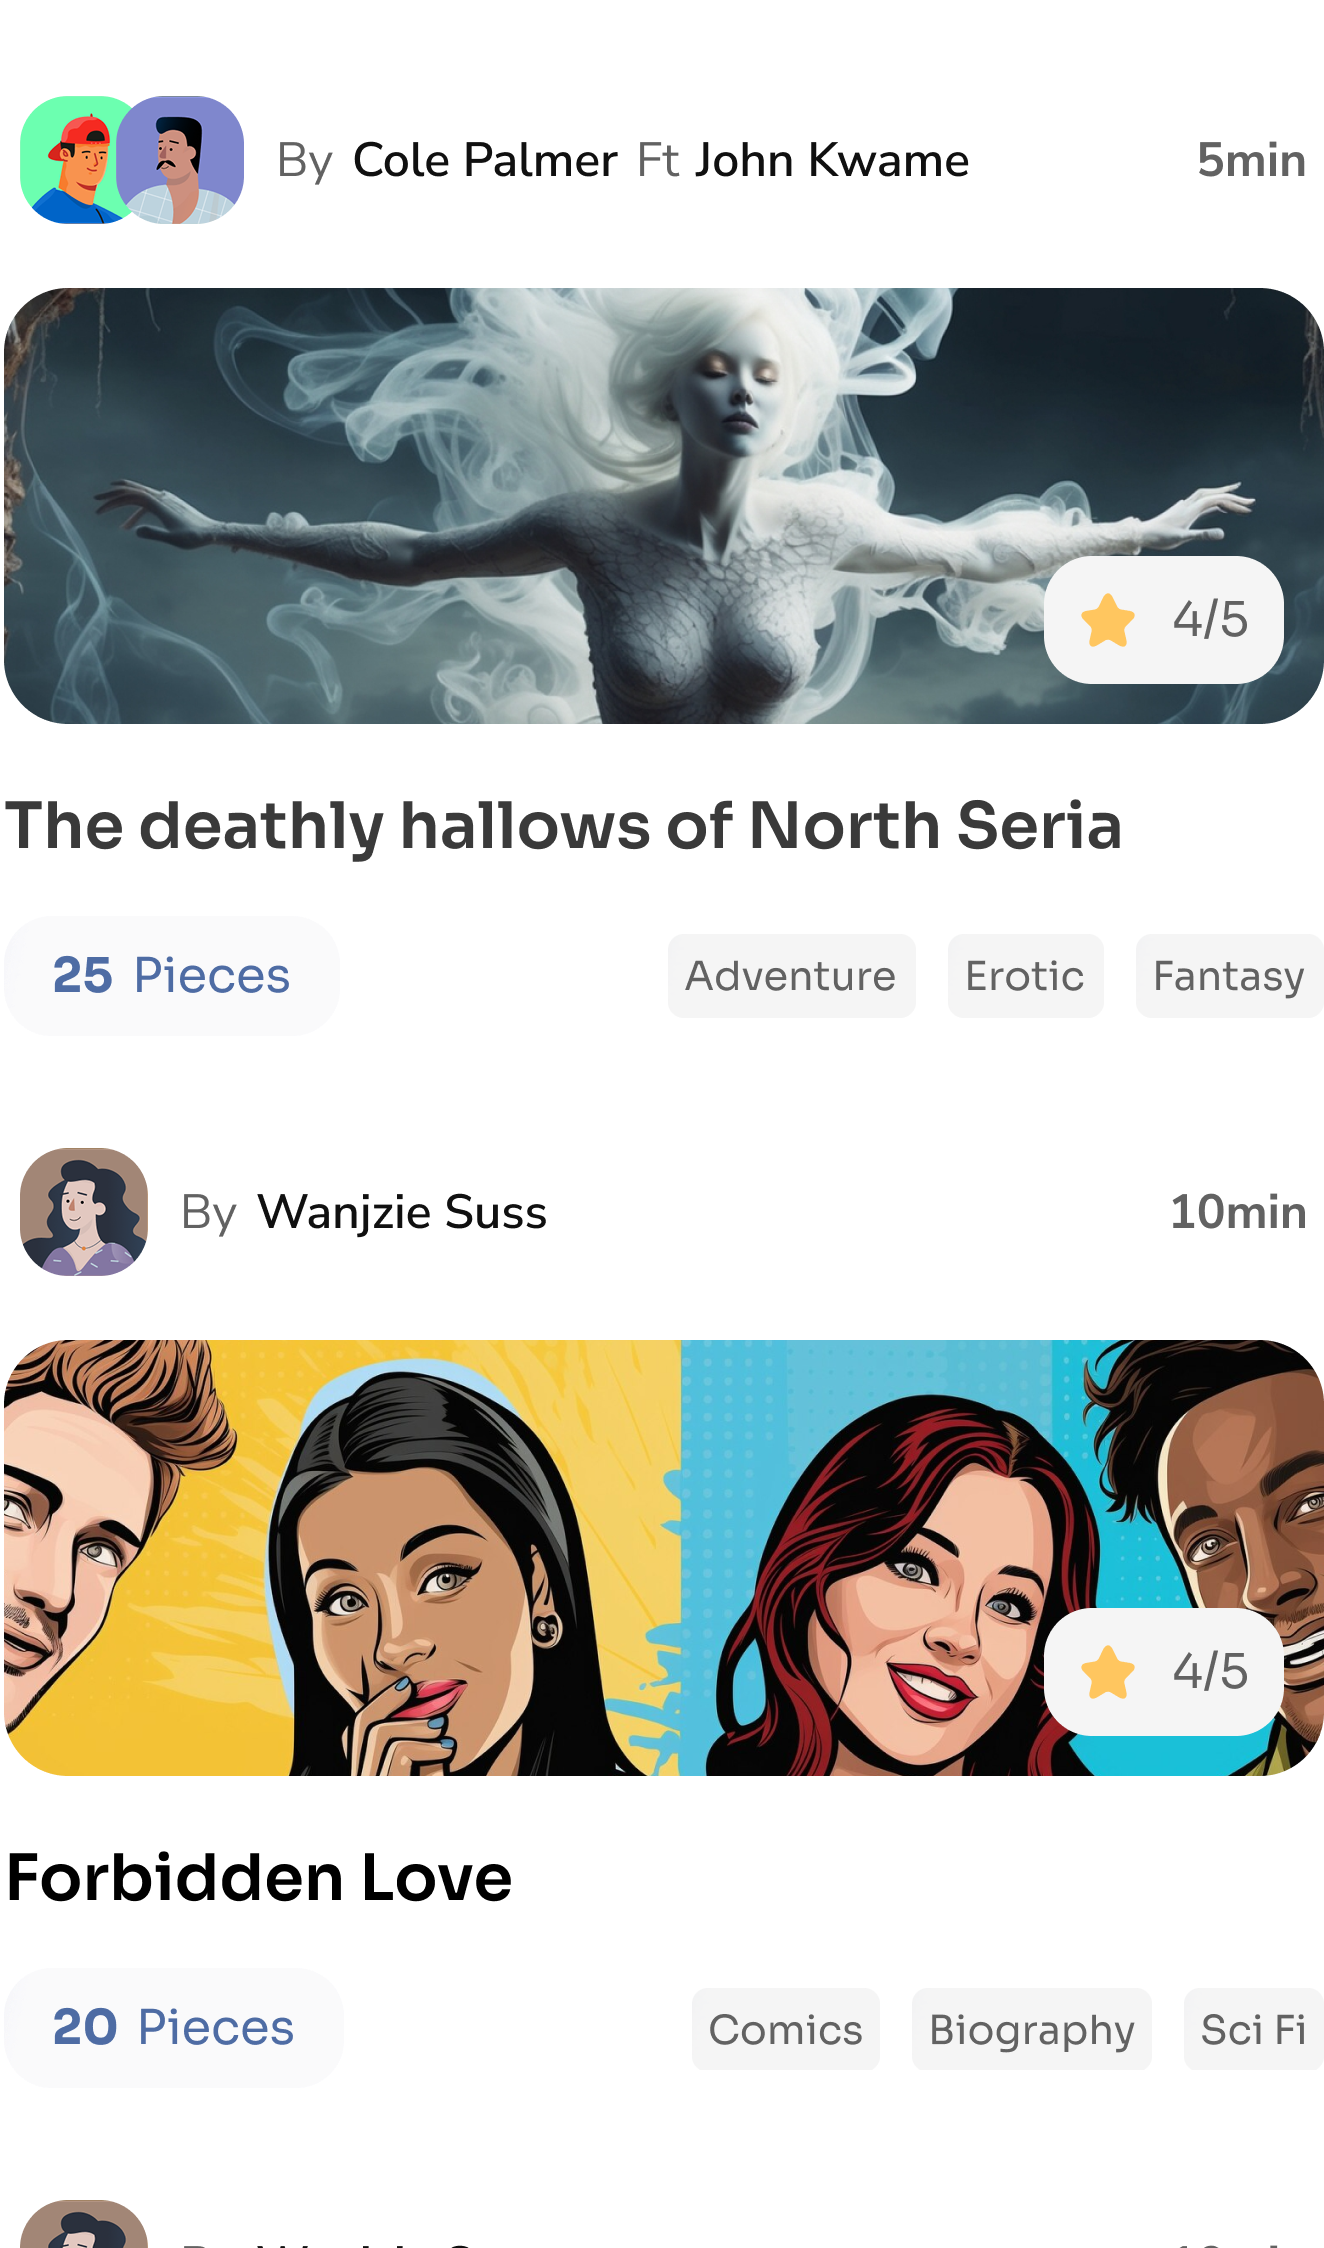 By Cole Palmer Ft John Kwame 5min
4/5
The deathly hallows of North Seria
25 Pieces Adventure Erotic Fantasy
By Wanjzie Suss 10min
4/5
Forbidden Love
20 Pieces Comics Biography Sci Fi